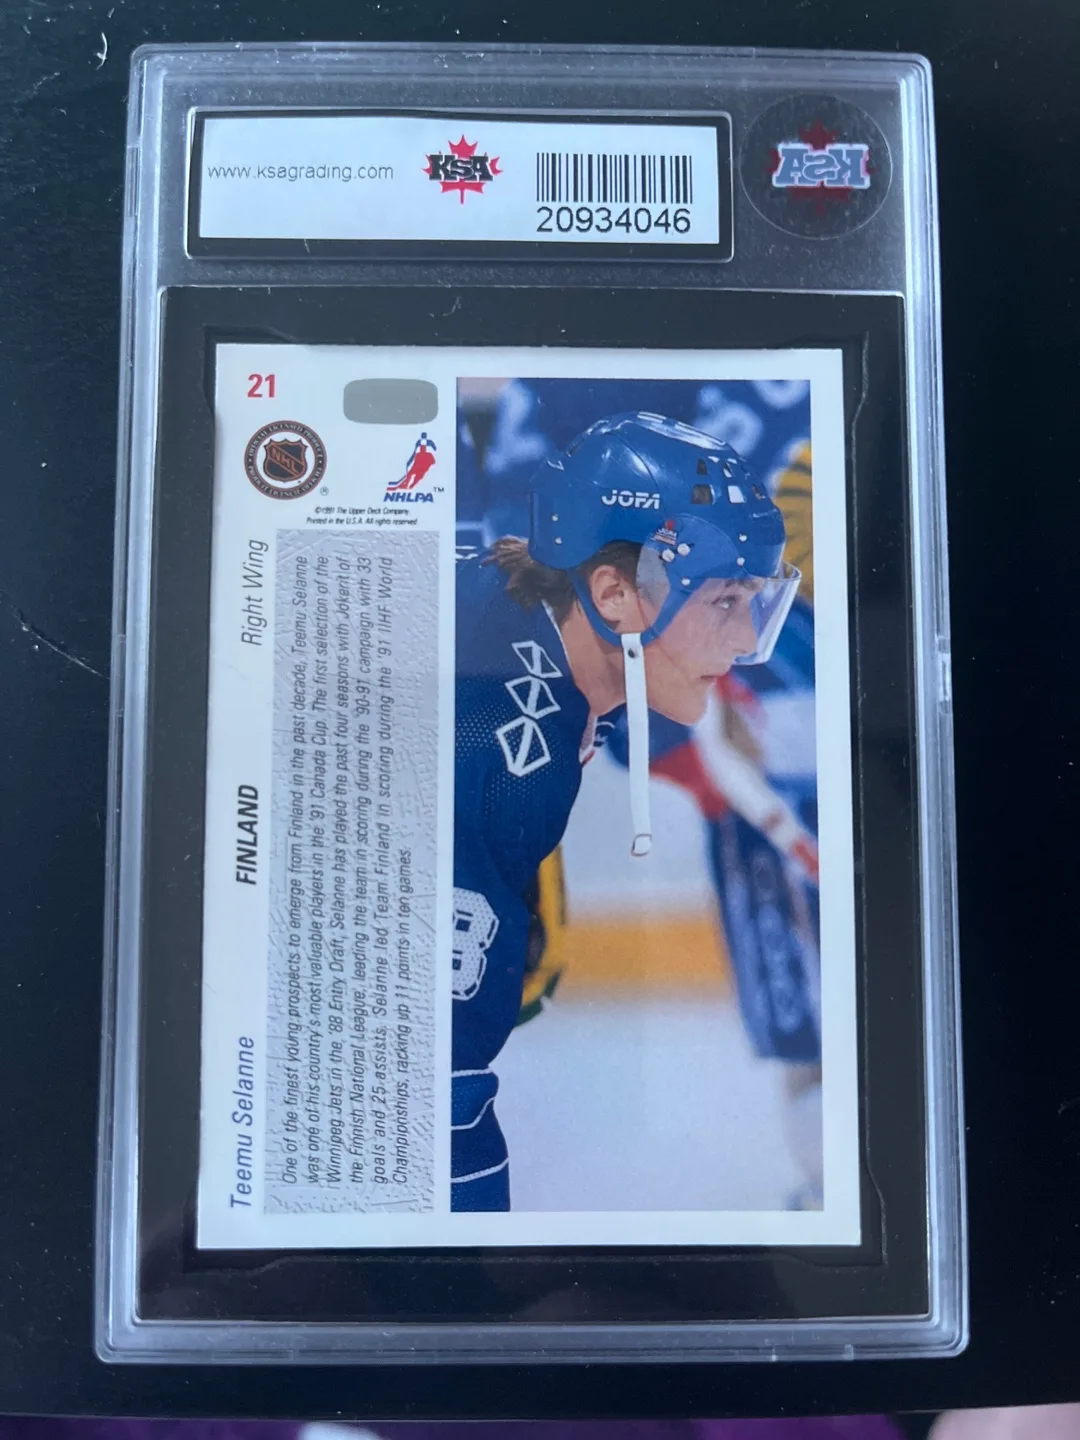 www.ksagrading.com
KSA
20934046
KSA
21
NHL
®
NHLPA™
©1991 The Upper Deck Company.
Printed in the U.S.A. All rights reserved
Teemu Selanne FINLAND Right Wing
One of the finest young prospects to emerge from Finland in the past decade, Teemu Selanne
was one of his country's most valuable players in the '91 Canada Cup. The first selection of the
Winnipeg Jets in the '88 Entry Draft, Selanne has played the past four seasons with Jokerit of
the Finnish National League, leading the team in scoring during the '90-91 campaign with 33
goals and 25 assists. Selanne led Team Finland in scoring during the '91 IIHF World
Championships, racking up 11 points in ten games.
JOFA
8